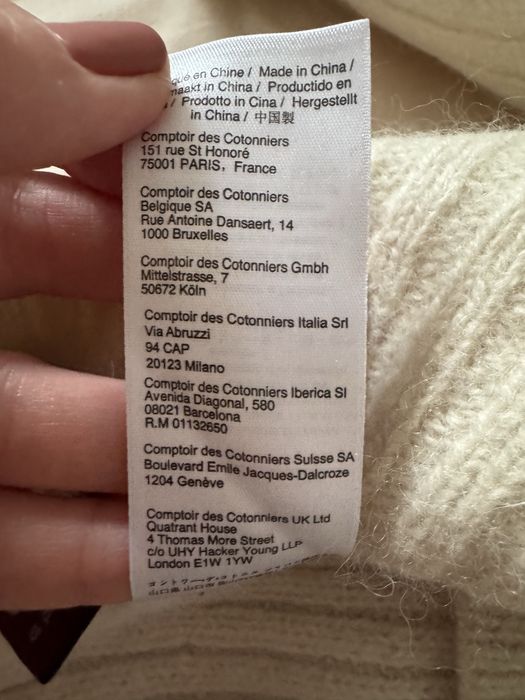 en Chine / Made in China /
in China / Productido en
/ Prodotto in Cina / Hergestellt
in China / 中国製
Comptoir des Cotonniers
151 rue St Honoré
75001 PARIS, France
Comptoir des Cotonniers
Belgique SA
Rue Antoine Dansaert, 14
1000 Bruxelles
Comptoir des Cotonniers Gmbh
Mittelstrasse, 7
50672 Köln
Comptoir des Cotonniers Italia Srl
Via Abruzzi
94 CAP
20123 Milano
Comptoir des Cotonniers Iberica Sl
Avenida Diagonal, 580
08021 Barcelona
R.M 01132650
Comptoir des Cotonniers Suisse SA
Boulevard Emile Jacques-Dalcroze
1204 Genève
Comptoir des Cotonniers UK Ltd
Quatrant House
4 Thomas More Street
c/o UHY Hacker Young LLP
London E1W 1YW